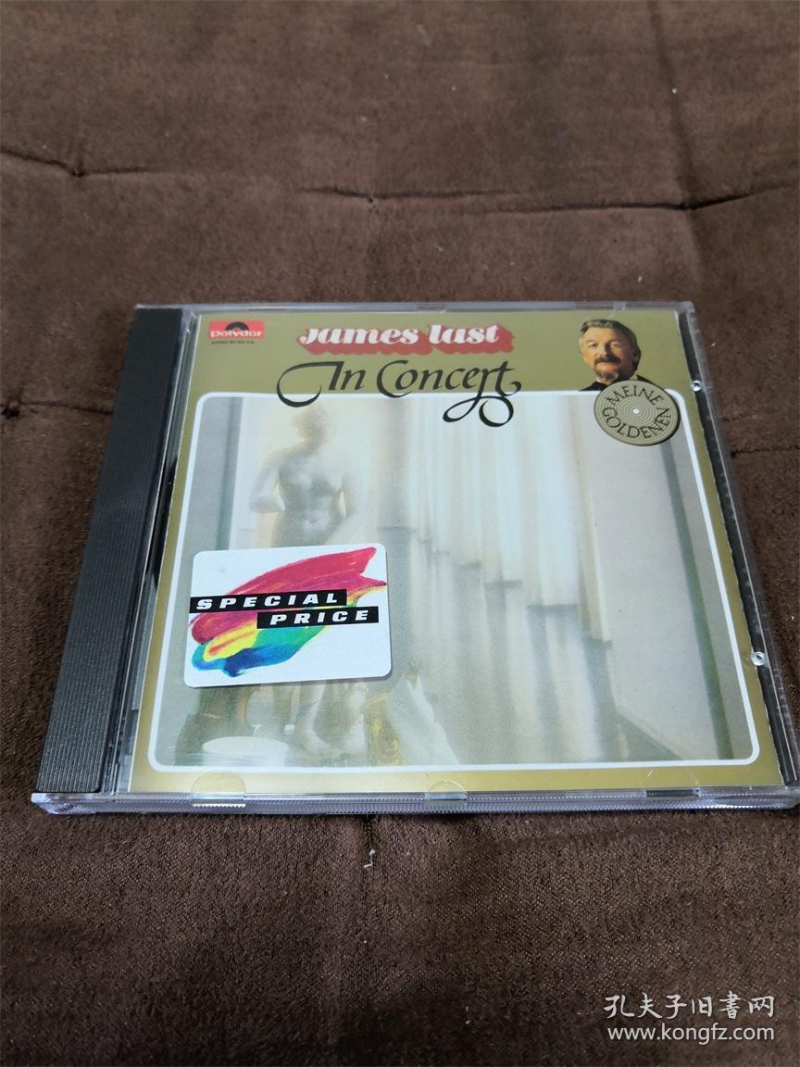 Polydor
James Last
In Concert
MEINE
GOLDENEN
SPECIAL
PRICE
孔夫子旧书网
www.kongfz.com